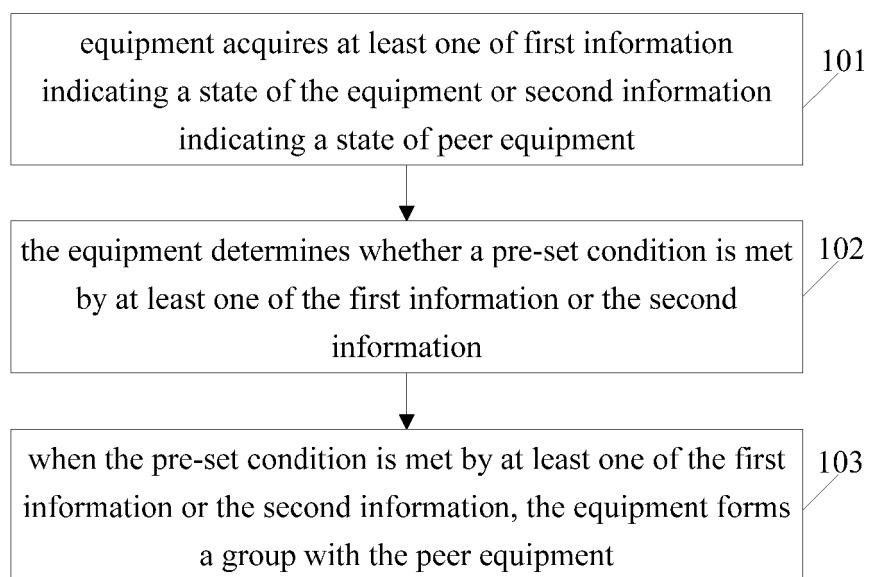 equipment acquires at least one of first information
indicating a state of the equipment or second information
indicating a state of peer equipment
101
the equipment determines whether a pre-set condition is met
by at least one of the first information or the second
information
102
when the pre-set condition is met by at least one of the first
information or the second information, the equipment forms
a group with the peer equipment
103